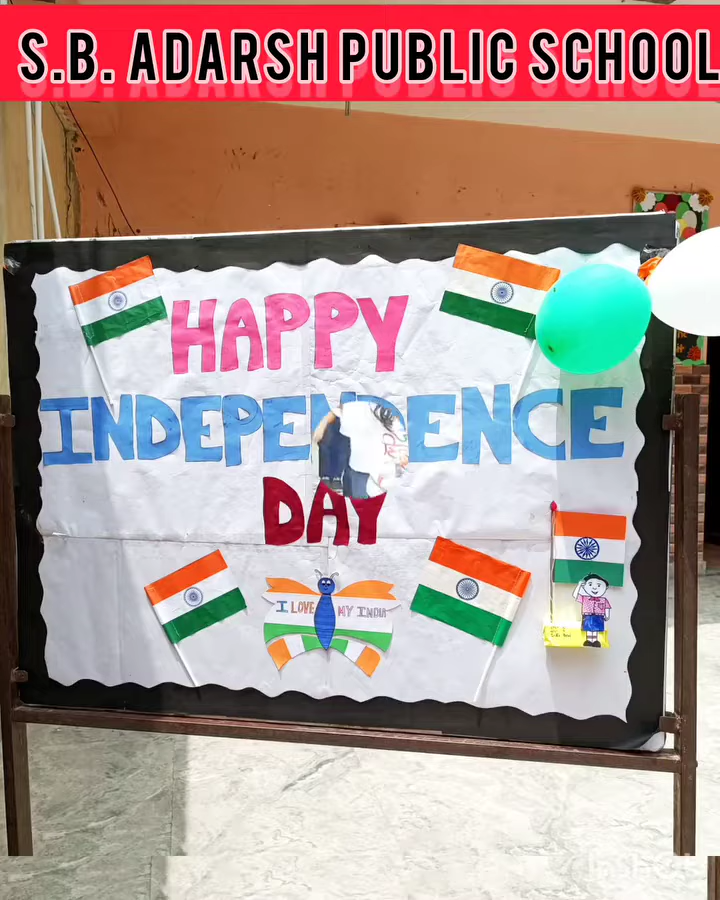 S.B. ADARSH PUBLIC SCHOOL
HAPPY
INDEPENDENCE
DAY
I LOVE MY INDIA